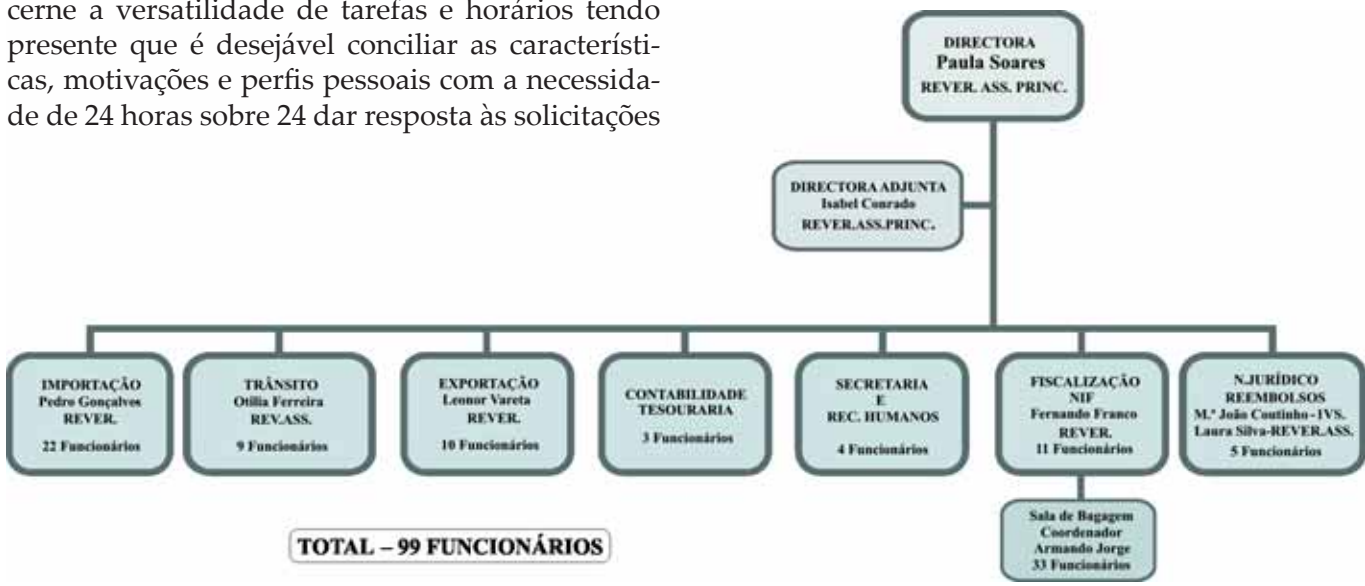 cerne a versatilidade de tarefas e horários tendo
presente que é desejável conciliar as característi-
cas, motivações e perfis pessoais com a necessida-
de de 24 horas sobre 24 dar resposta às solicitações
DIRECTORA
Paula Soares
REVER. ASS. PRINC.
DIRECTORA ADJUNTA
Isabel Conrado
REVER.ASS.PRINC.
IMPORTAÇÃO
Pedro Gonçalves
REVER.
22 Funcionários
TRÂNSITO
Otília Ferreira
REV.ASS.
9 Funcionários
EXPORTAÇÃO
Leonor Vareta
REVER.
10 Funcionários
CONTABILIDADE
TESOURARIA
3 Funcionários
SECRETARIA
E
REC. HUMANOS
4 Funcionários
FISCALIZAÇÃO
NIF
Fernando Franco
REVER.
11 Funcionários
N.JURÍDICO
REEMBOLSOS
M.ª João Coutinho-IVS.
Laura Silva-REVER.ASS.
5 Funcionários
Sala de Bagagem
Coordenador
Armando Jorge
33 Funcionários
TOTAL – 99 FUNCIONÁRIOS